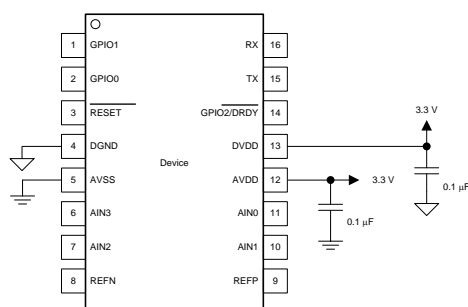 1 GPIO1 RX 16
2 GPIO0 TX 15
3 RESET GPIO2/DRDY 14
3.3 V
4 DGND DVDD 13
Device
5 AVSS AVDD 12 3.3 V
0.1 μF
6 AIN3 AIN0 11
0.1 μF
7 AIN2 AIN1 10
8 REFN REFP 9